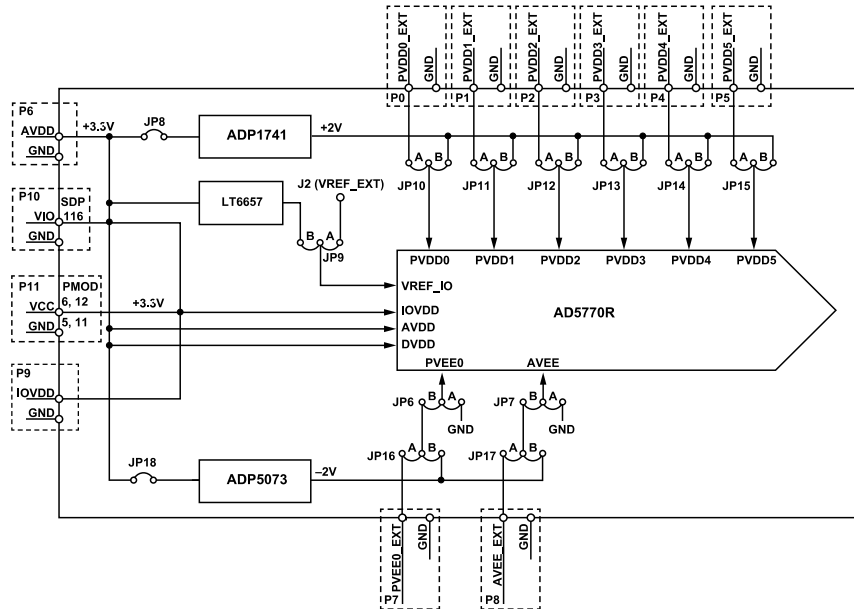 PVDD0_EXT
GND
PVDD1_EXT
GND
PVDD2_EXT
GND
PVDD3_EXT
GND
PVDD4_EXT
GND
PVDD5_EXT
GND
P0
P1
P2
P3
P4
P5
P6
AVDD
GND
+3.3V
JP8
ADP1741
+2V
A B
A B
A B
A B
A B
A B
JP10
JP11
JP12
JP13
JP14
JP15
P10
SDP
VIO
116
GND
LT6657
J2 (VREF_EXT)
B A
JP9
PVDD0
PVDD1
PVDD2
PVDD3
PVDD4
PVDD5
P11
PMOD
VCC
6, 12
GND
5, 11
+3.3V
VREF_IO
IOVDD
AVDD
DVDD
AD5770R
PVEE0
AVEE
P9
IOVDD
GND
JP6
B A
GND
JP7
B A
GND
JP16
A B
JP17
A B
JP18
ADP5073
–2V
PVEE0_EXT
GND
P7
AVEE_EXT
GND
P8